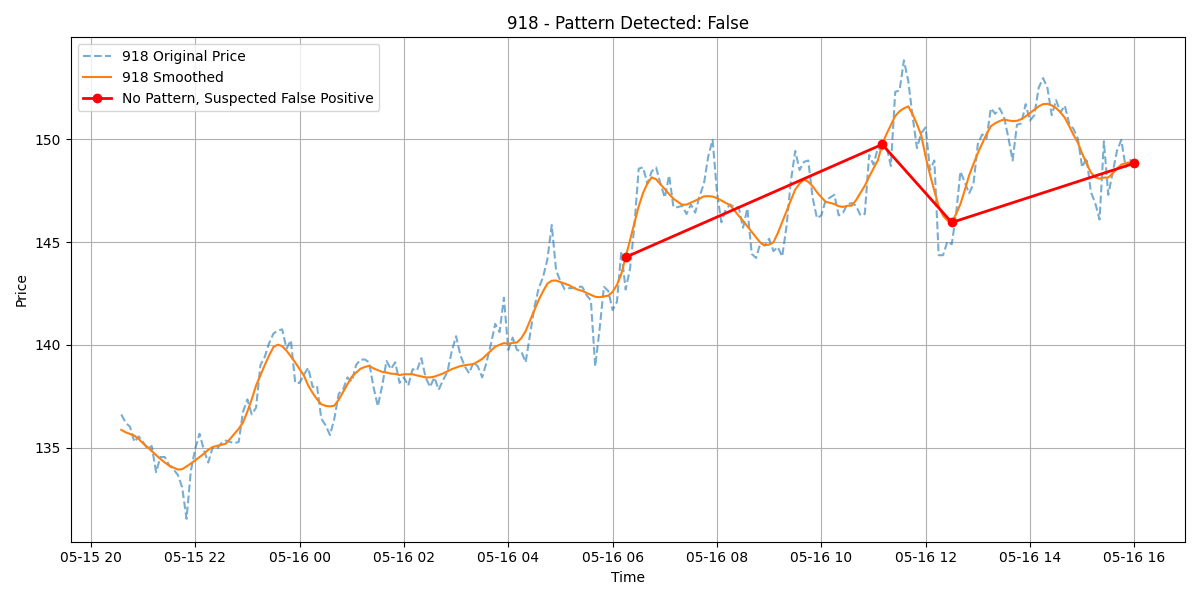 918 - Pattern Detected: False
918 Original Price
918 Smoothed
No Pattern, Suspected False Positive
Price
150
145
140
135
05-15 20 05-15 22 05-16 00 05-16 02 05-16 04 05-16 06 05-16 08 05-16 10 05-16 12 05-16 14 05-16 16
Time